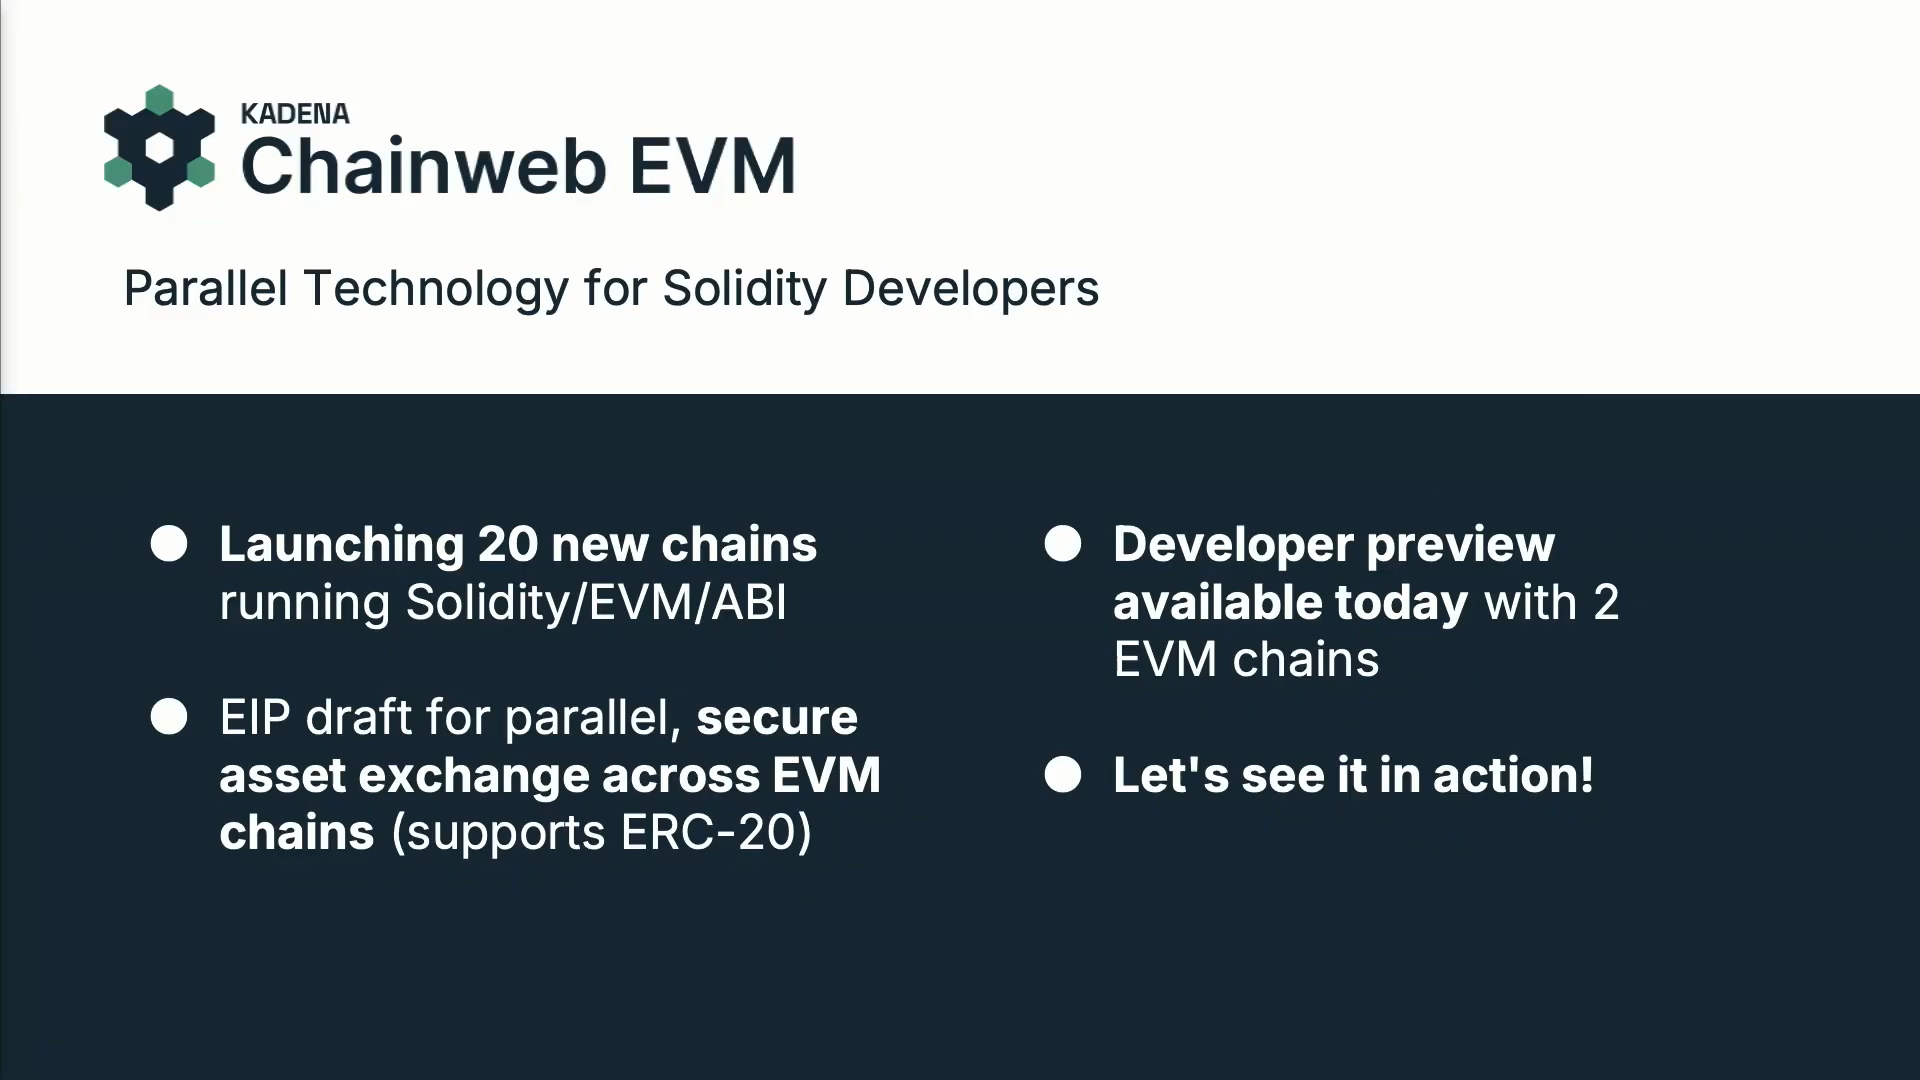 KADENA
Chainweb EVM
Parallel Technology for Solidity Developers
Launching 20 new chains
running Solidity/EVM/ABI
EIP draft for parallel, secure
asset exchange across EVM
chains (supports ERC-20)
Developer preview
available today with 2
EVM chains
Let's see it in action!